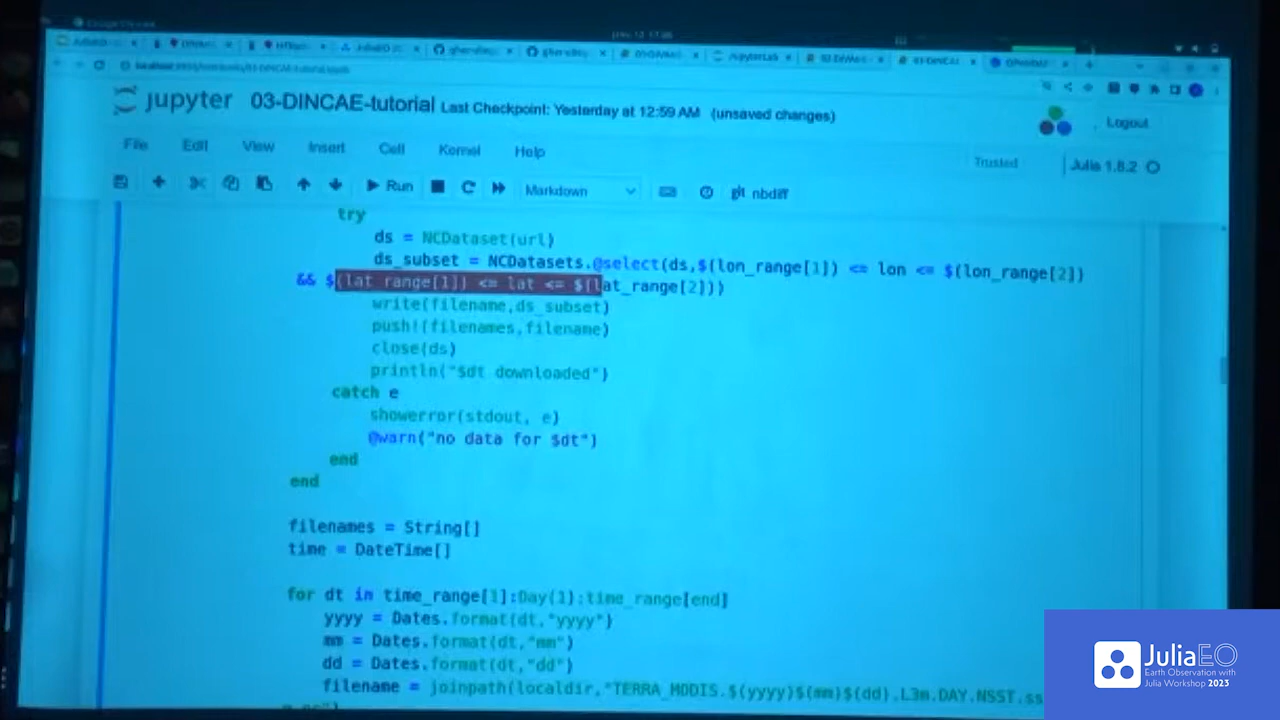 jupyter 03-DINCAE-tutorial Last Checkpoint: Yesterday at 12:59 AM (unsaved changes)
Logout
File Edit View Insert Cell Kernel Help
Trusted Julia 1.8.2
Run Markdown nbdiff
try
ds = NCDataset(url)
ds_subset = NCDatasets.@select(ds,$(lon_range[1]) <= lon <= $(lon_range[2])
&& $(lat_range[1]) <= lat <= $(lat_range[2]))
write(filename,ds_subset)
push!(filenames,filename)
close(ds)
println("$dt downloaded")
catch e
showerror(stdout, e)
@warn("no data for $dt")
end
end
filenames = String[]
time = DateTime[]
for dt in time_range[1]:Day(1):time_range[end]
yyyy = Dates.format(dt,"yyyy")
mm = Dates.format(dt,"mm")
dd = Dates.format(dt,"dd")
filename = joinpath(localdir,"TERRA_MODIS.$(yyyy)$(mm)$(dd).L3m.DAY.NSST.ss
JuliaEO
Earth Observation with
Julia Workshop 2023